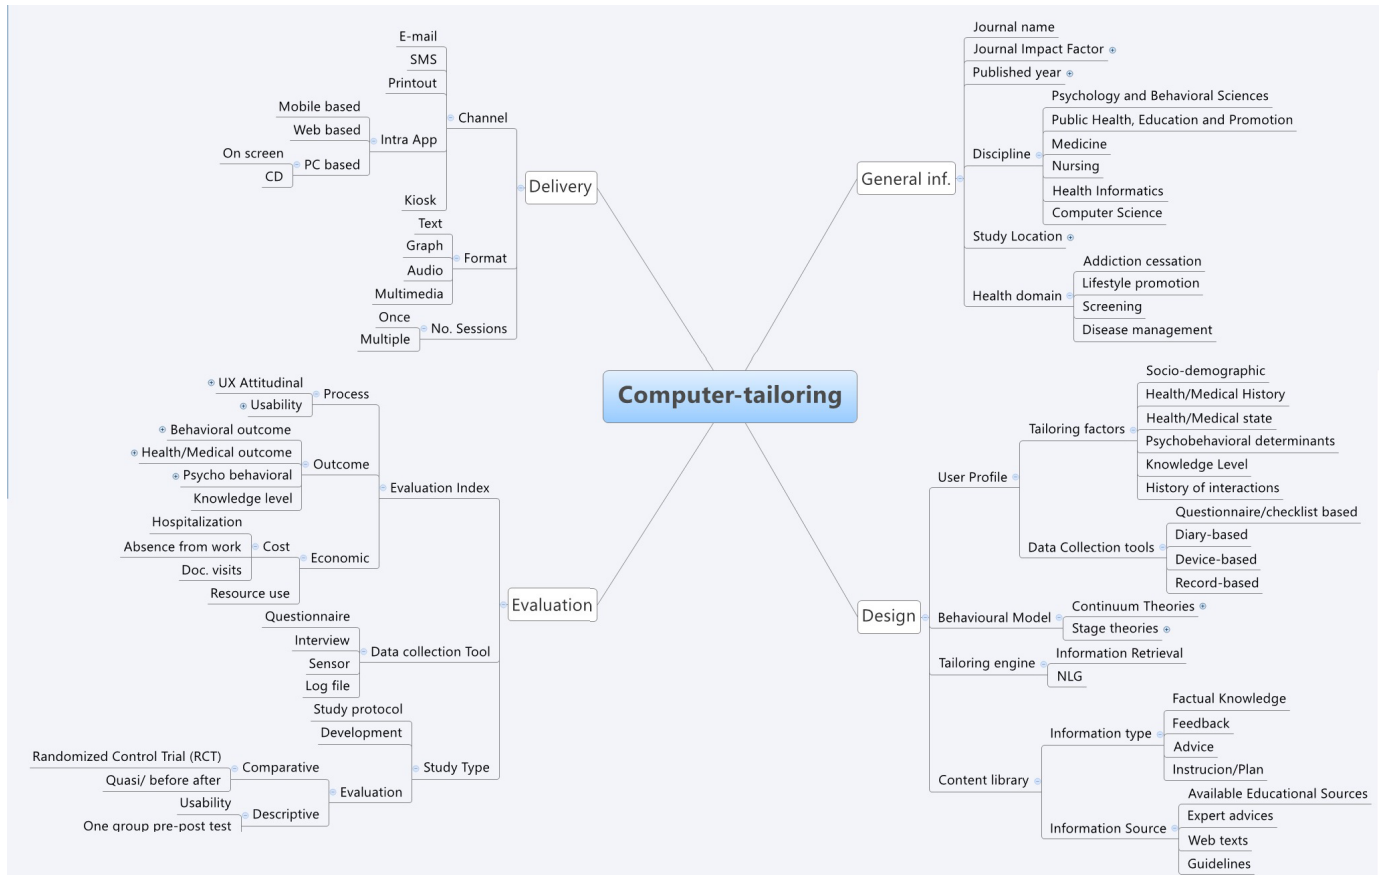 Computer-tailoring
Delivery
Channel
E-mail
SMS
Printout
Intra App
Mobile based
Web based
PC based
On screen
CD
Kiosk
Format
Text
Graph
Audio
Multimedia
No. Sessions
Once
Multiple
General inf.
Journal name
Journal Impact Factor
Published year
Discipline
Psychology and Behavioral Sciences
Public Health, Education and Promotion
Medicine
Nursing
Health Informatics
Computer Science
Study Location
Health domain
Addiction cessation
Lifestyle promotion
Screening
Disease management
Evaluation
Evaluation Index
Process
UX Attitudinal
Usability
Outcome
Behavioral outcome
Health/Medical outcome
Psycho behavioral
Knowledge level
Economic
Cost
Hospitalization
Absence from work
Doc. visits
Resource use
Data collection Tool
Questionnaire
Interview
Sensor
Log file
Study Type
Study protocol
Development
Evaluation
Comparative
Randomized Control Trial (RCT)
Quasi/ before after
Descriptive
Usability
One group pre-post test
Design
User Profile
Tailoring factors
Socio-demographic
Health/Medical History
Health/Medical state
Psychobehavioral determinants
Knowledge Level
History of interactions
Data Collection tools
Questionnaire/checklist based
Diary-based
Device-based
Record-based
Behavioural Model
Continuum Theories
Stage theories
Tailoring engine
Information Retrieval
NLG
Content library
Information type
Factual Knowledge
Feedback
Advice
Instrucion/Plan
Information Source
Available Educational Sources
Expert advices
Web texts
Guidelines